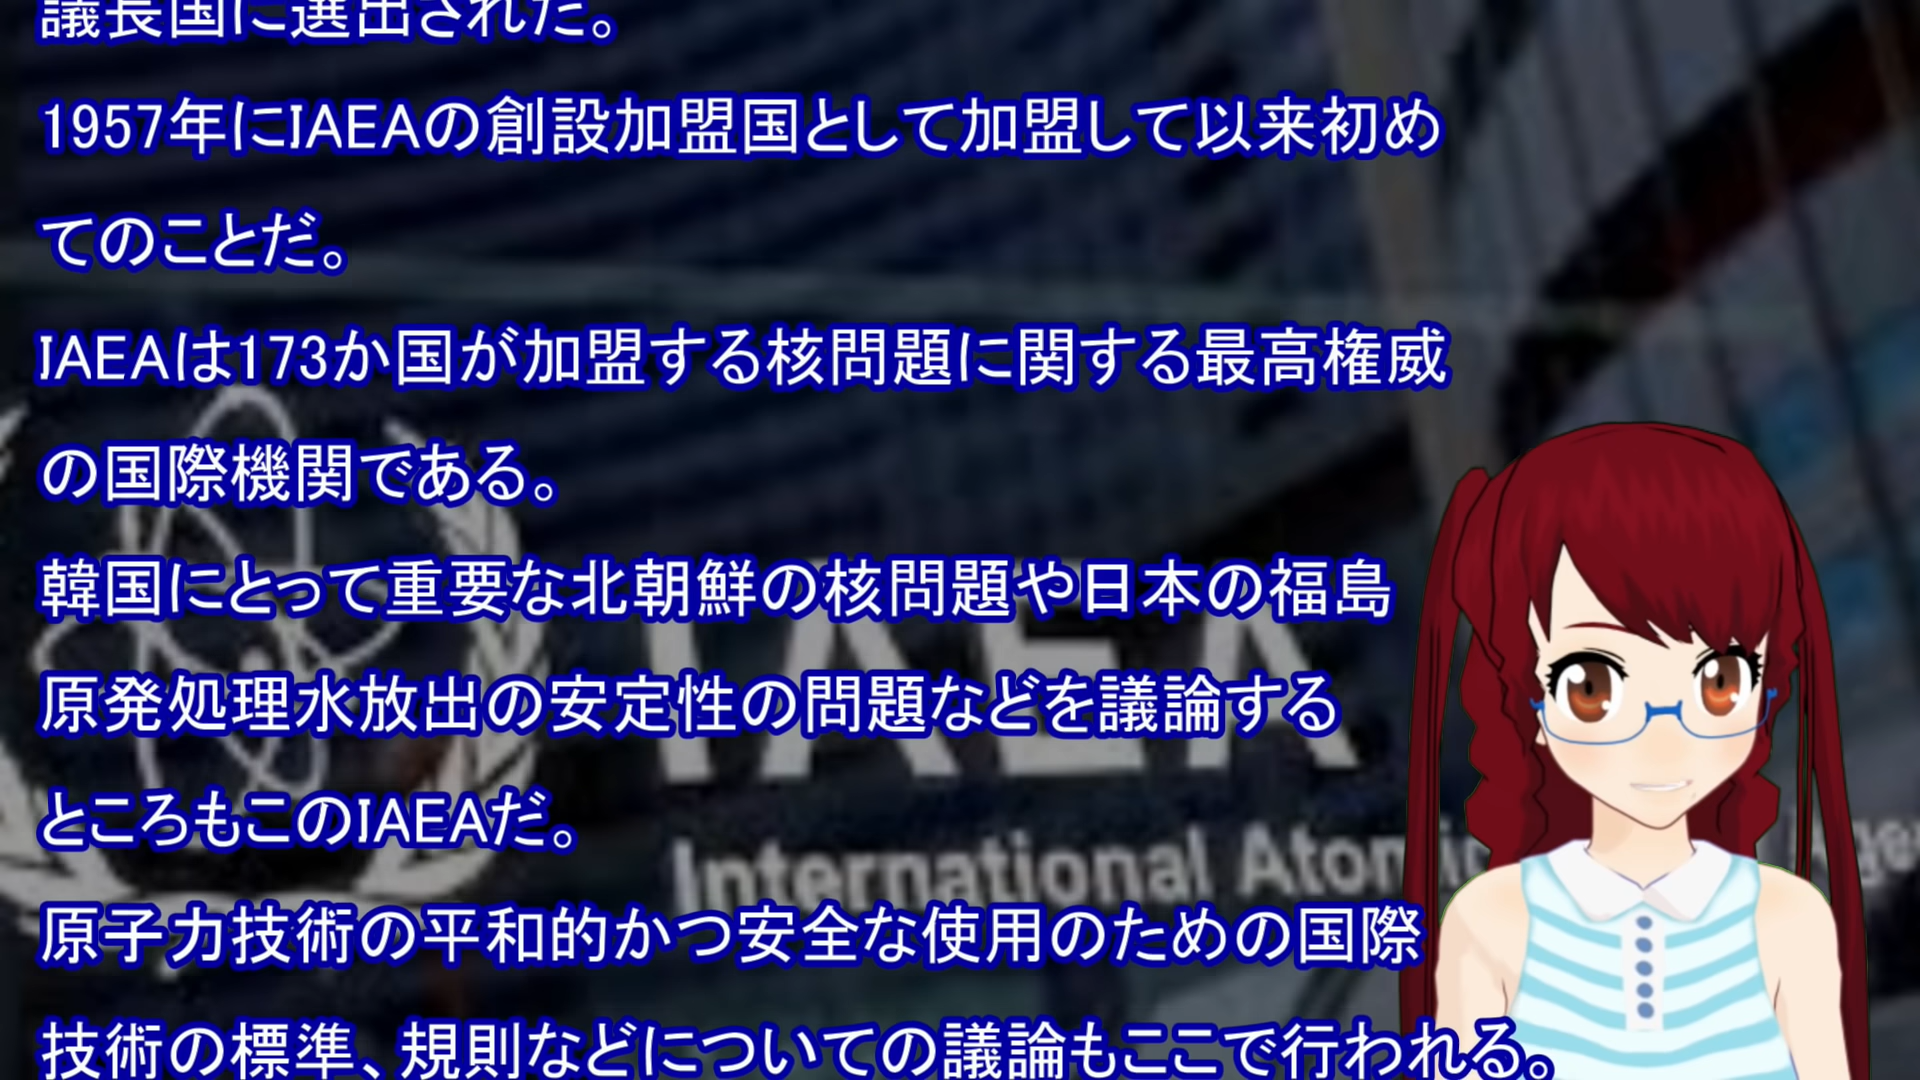 議長国に選出された。
1957年にIAEAの創設加盟国として加盟して以来初め
てのことだ。
IAEAは173か国が加盟する核問題に関する最高権威
の国際機関である。
韓国にとって重要な北朝鮮の核問題や日本の福島
原発処理水放出の安定性の問題などを議論する
ところもこのIAEAだ。
原子力技術の平和的かつ安全な使用のための国際
技術の標準、規則などについての議論もここで行われる。
IAEA
International Atomic